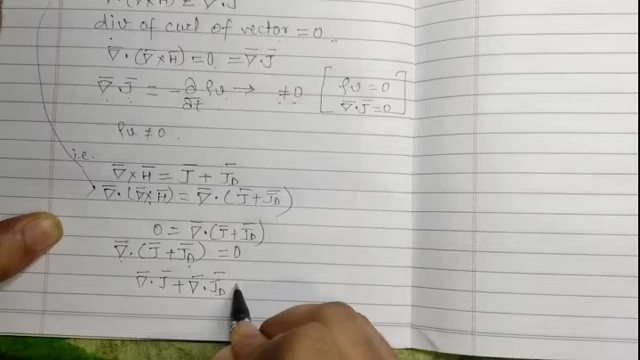 ∇̅·(∇̅×H̅) = ∇̅·J̅
div of curl of vector = 0 ..
∇̅·(∇̅×H̅) = 0 = ∇̅·J̅
∇̅·J̅ = -∂/∂t ρv → ≠0 [ρv = 0 / ∇̅·J̅ = 0]
ρv ≠ 0 .
i.e.
∇̅×H̅ = J̅ + J̅D
∇̅·(∇̅×H̅) = ∇̅·(J̅ + J̅D)
0 = ∇̅·(J̅ + J̅D)
∇̅·(J̅ + J̅D) = 0
∇̅·J̅ + ∇̅·J̅D